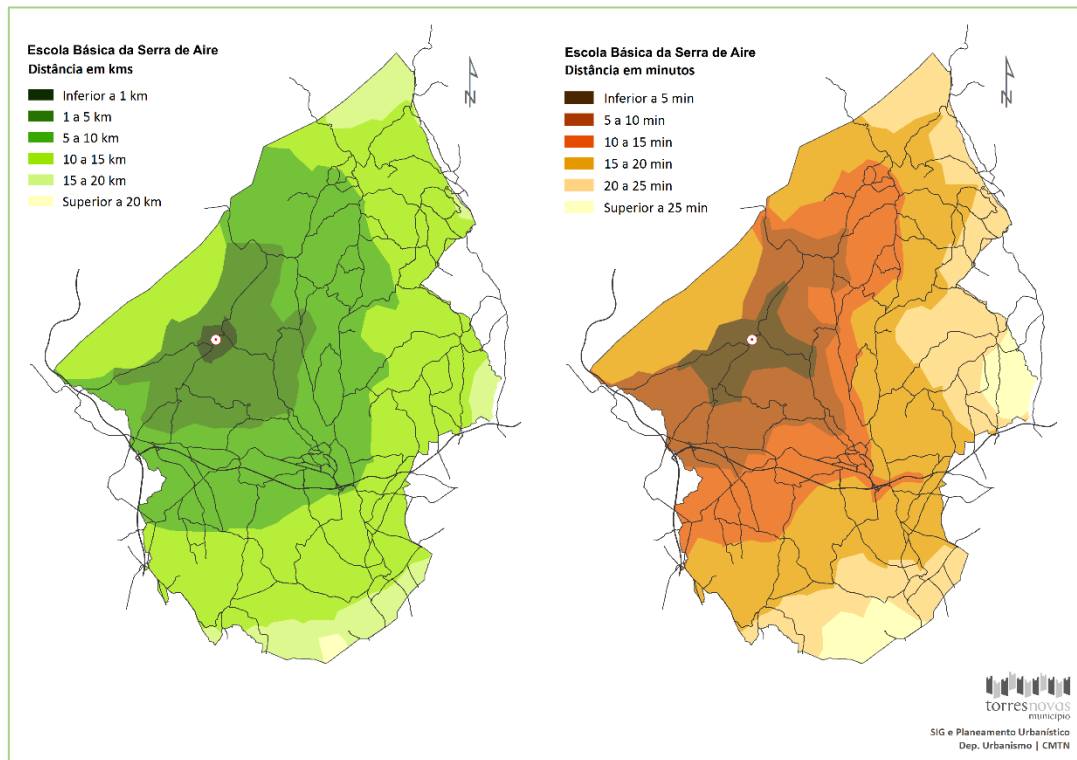 Escola Básica da Serra de Aire
Distância em kms
Inferior a 1 km
1 a 5 km
5 a 10 km
10 a 15 km
15 a 20 km
Superior a 20 km
N
Escola Básica da Serra de Aire
Distância em minutos
Inferior a 5 min
5 a 10 min
10 a 15 min
15 a 20 min
20 a 25 min
Superior a 25 min
N
torresnovas
município
SIG e Planeamento Urbanístico
Dep. Urbanismo | CMTN